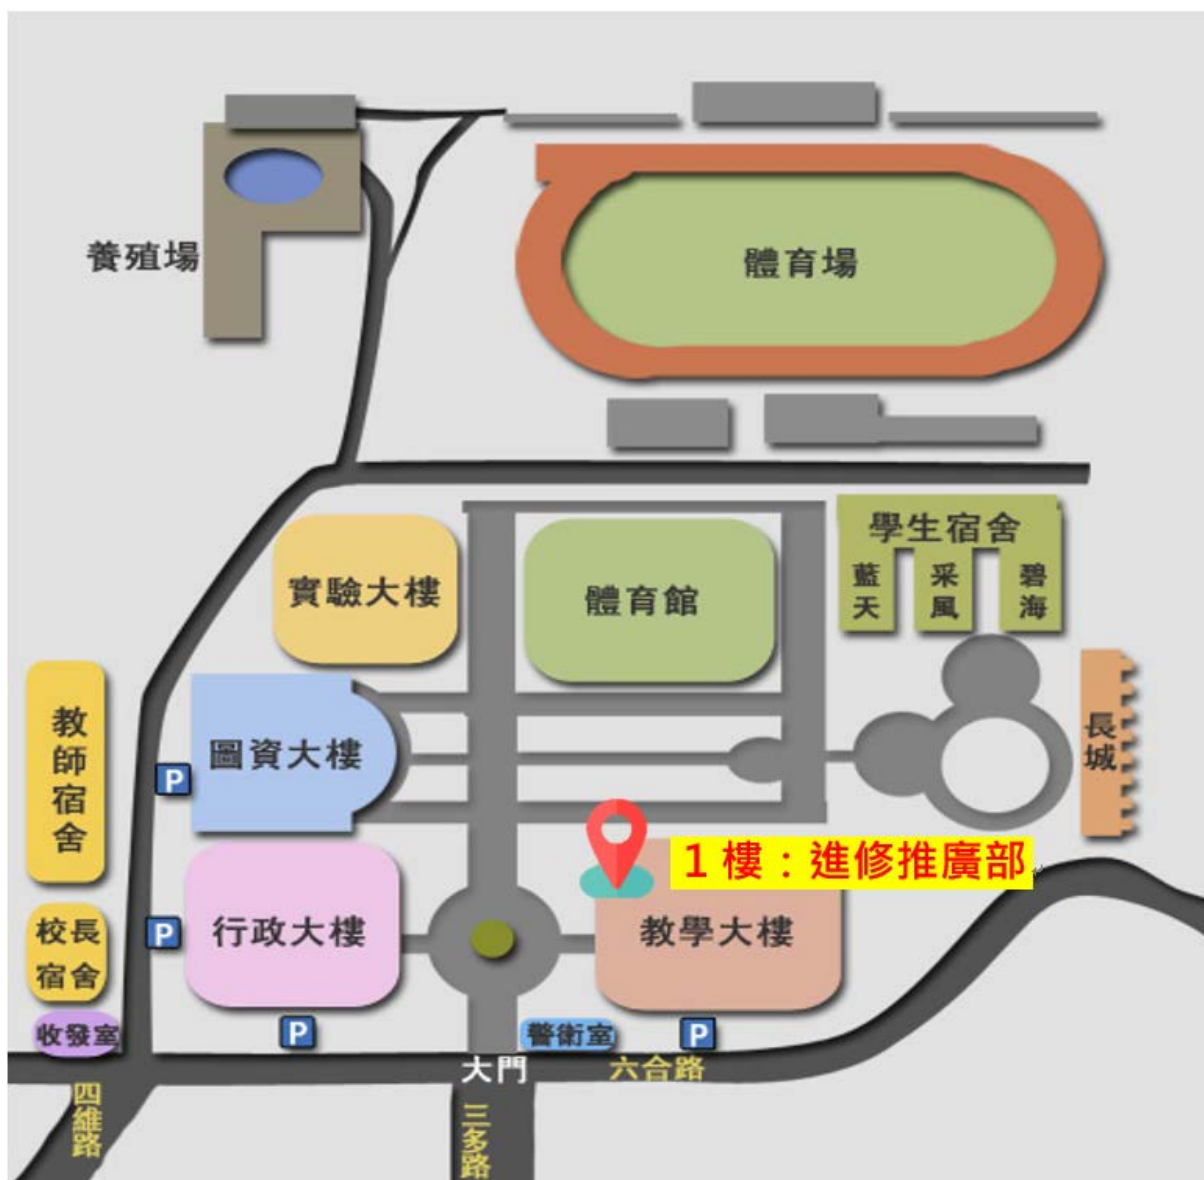 養殖場
體育場
實驗大樓
體育館
學生宿舍
藍天
采風
碧海
教師宿舍
圖資大樓
長城
P
1樓：進修推廣部
校長
宿舍
P
行政大樓
教學大樓
收發室
P
警衛室
P
大門
六合路
四維路
三多路